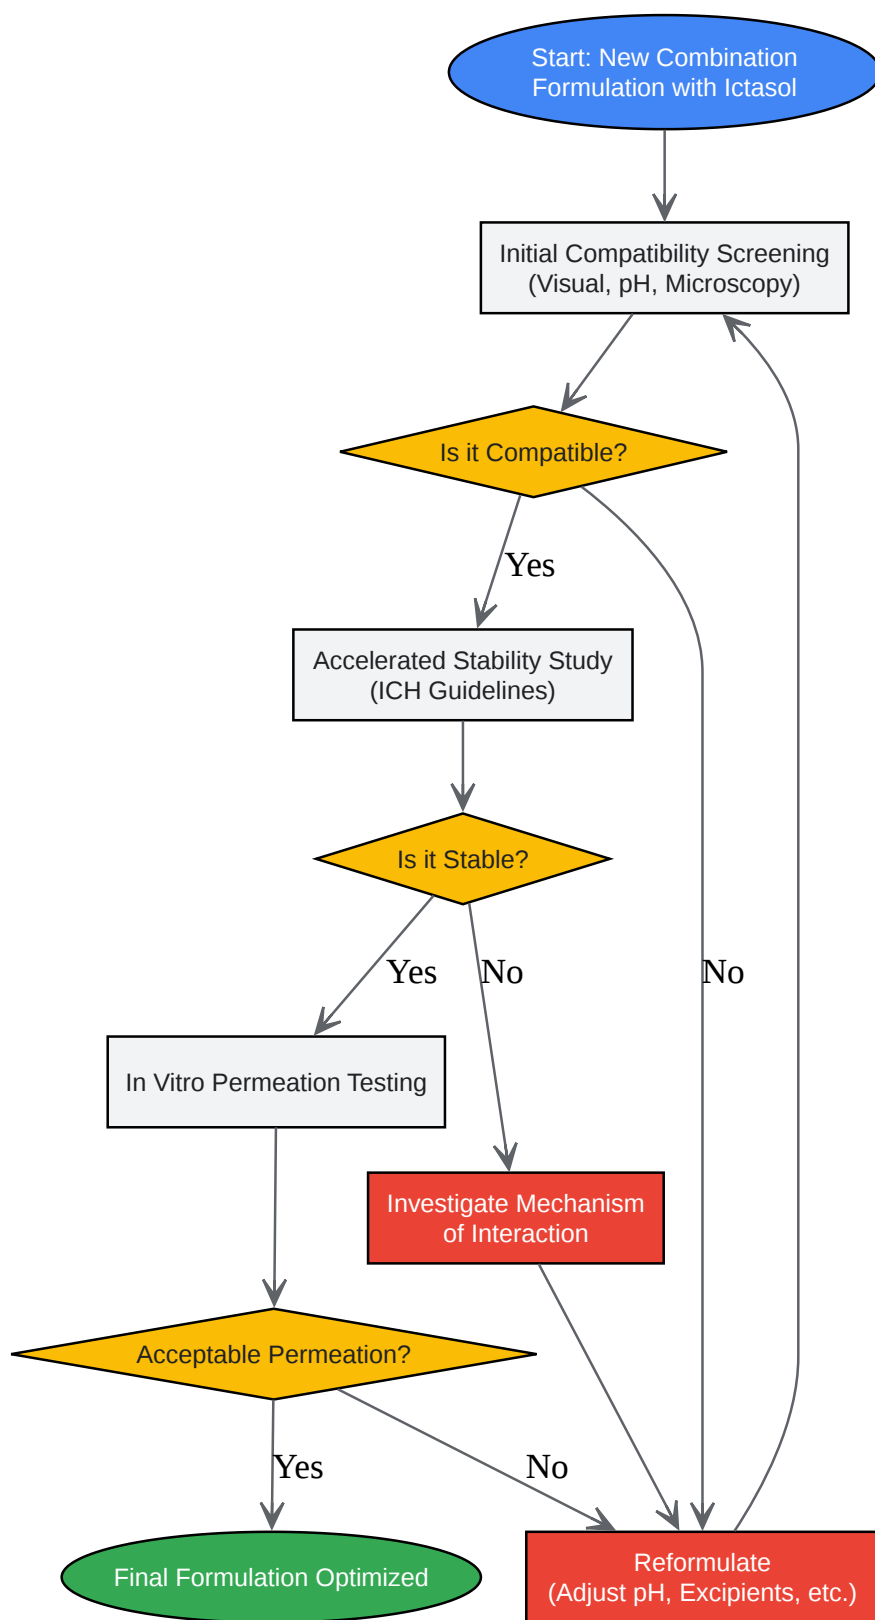 Start: New Combination
Formulation with Ictasol
Initial Compatibility Screening
(Visual, pH, Microscopy)
Is it Compatible?
Yes
Accelerated Stability Study
(ICH Guidelines)
Is it Stable?
Yes
No
No
In Vitro Permeation Testing
Investigate Mechanism
of Interaction
Acceptable Permeation?
Yes
No
Final Formulation Optimized
Reformulate
(Adjust pH, Excipients, etc.)